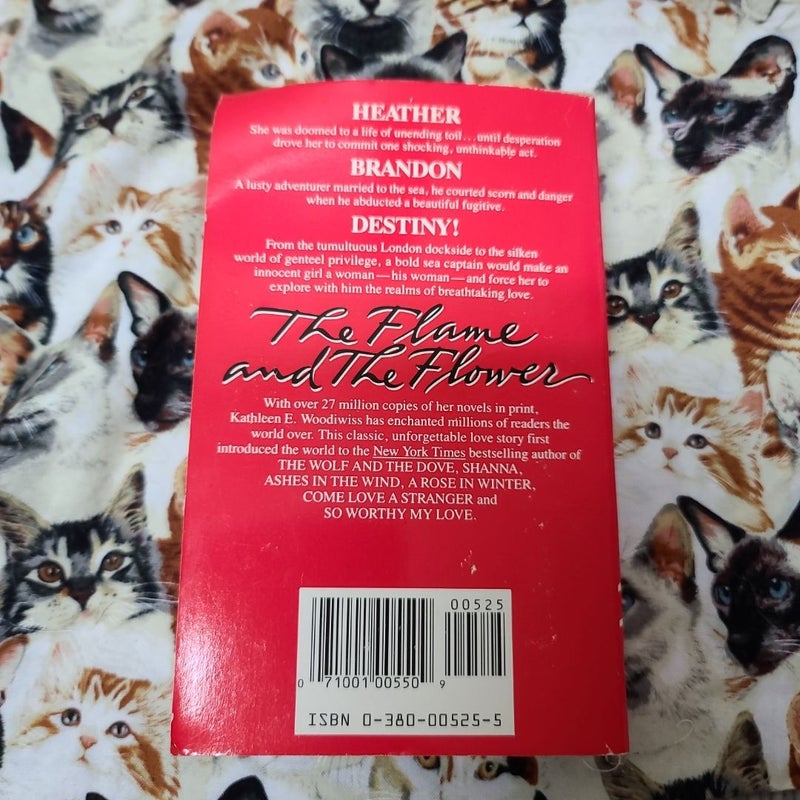 HEATHER
She was doomed to a life of unending toil...until desperation
drove her to commit one shocking, unthinkable act.
BRANDON
A lusty adventurer married to the sea, he courted scorn and danger
when he abducted a beautiful fugitive.
DESTINY!
From the tumultuous London dockside to the silken
world of genteel privilege, a bold sea captain would make an
innocent girl a woman—his woman—and force her to
explore with him the realms of breathtaking love.
The Flame
and The Flower
With over 27 million copies of her novels in print,
Kathleen E. Woodiwiss has enchanted millions of readers the
world over. This classic, unforgettable love story first
introduced the world to the New York Times bestselling author of
THE WOLF AND THE DOVE, SHANNA,
ASHES IN THE WIND, A ROSE IN WINTER,
COME LOVE A STRANGER and
SO WORTHY MY LOVE.
00525
0 71001 00550 9
ISBN 0-380-00525-5